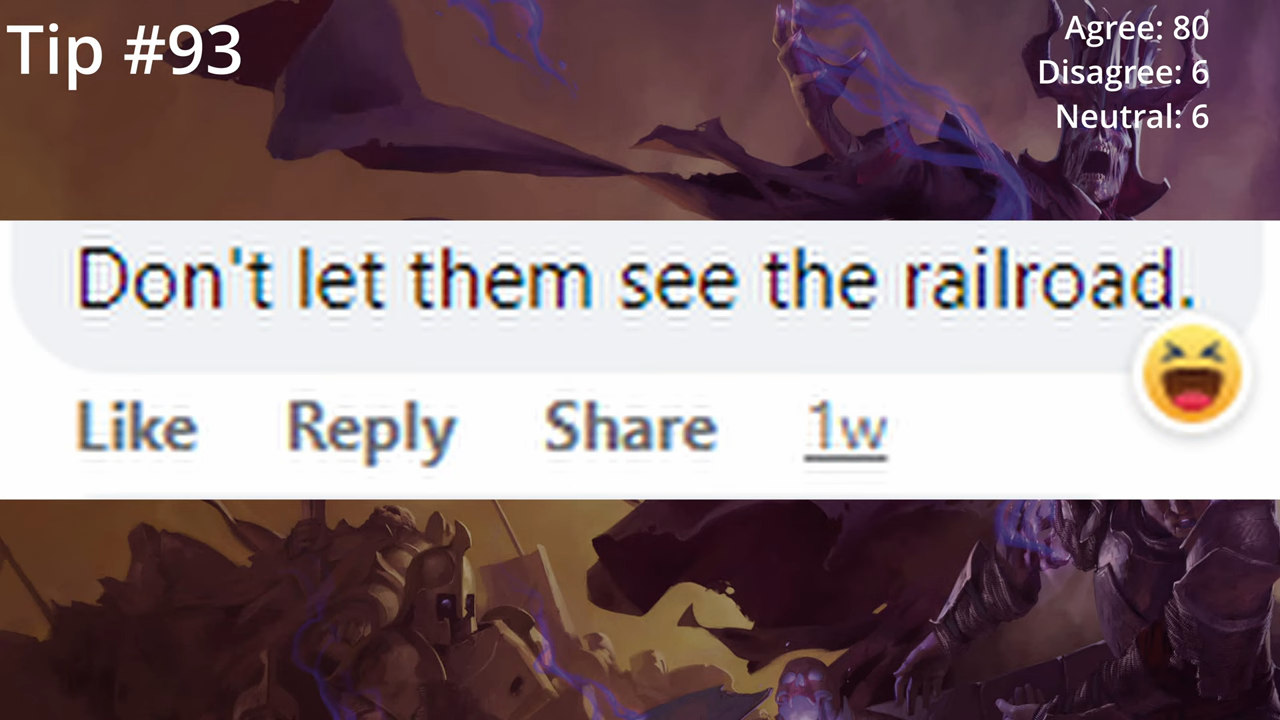 Tip #93
Agree: 80
Disagree: 6
Neutral: 6
Don't let them see the railroad.
Like Reply Share 1w